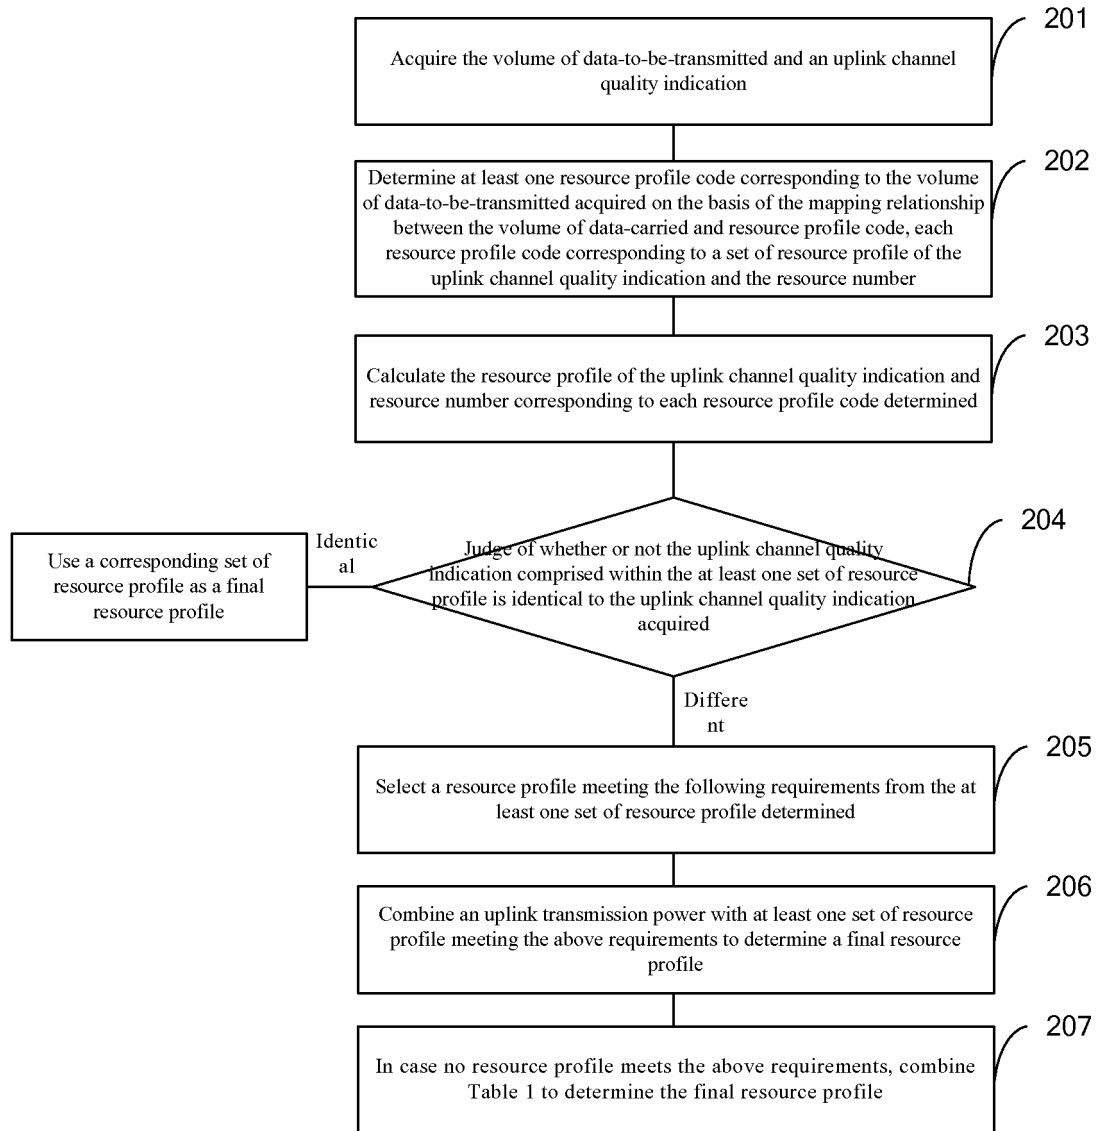 201
Acquire the volume of data-to-be-transmitted and an uplink channel
quality indication
202
Determine at least one resource profile code corresponding to the volume
of data-to-be-transmitted acquired on the basis of the mapping relationship
between the volume of data-carried and resource profile code, each
resource profile code corresponding to a set of resource profile of the
uplink channel quality indication and the resource number
203
Calculate the resource profile of the uplink channel quality indication and
resource number corresponding to each resource profile code determined
204
Judge of whether or not the uplink channel quality
indication comprised within the at least one set of resource
profile is identical to the uplink channel quality indication
acquired
Identic
al
Use a corresponding set of
resource profile as a final
resource profile
Differe
nt
205
Select a resource profile meeting the following requirements from the at
least one set of resource profile determined
206
Combine an uplink transmission power with at least one set of resource
profile meeting the above requirements to determine a final resource
profile
207
In case no resource profile meets the above requirements, combine
Table 1 to determine the final resource profile